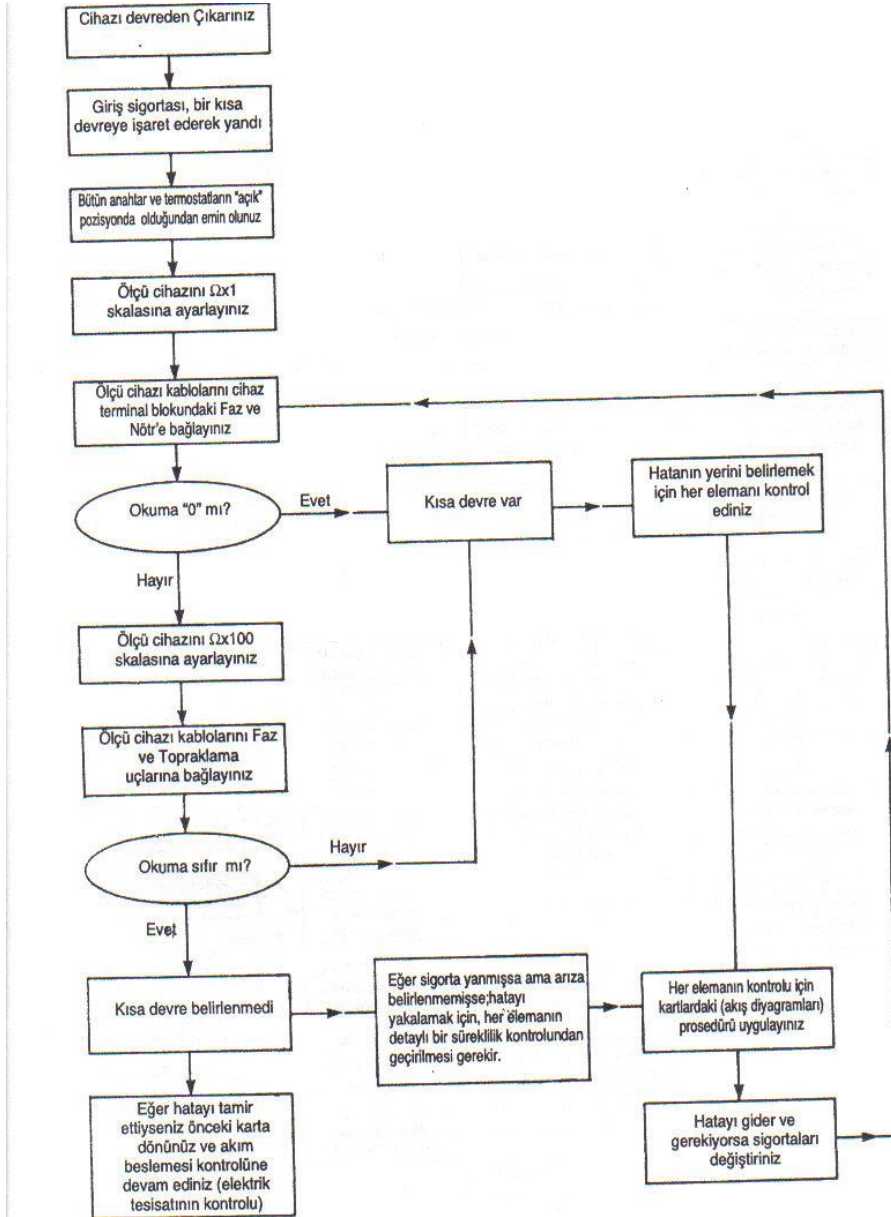 Cihazı devreden Çıkarınız
Giriş sigortası, bir kısa
devreye işaret ederek yandı
Bütün anahtar ve termostatların "açık"
pozisyonda olduğundan emin olunuz
Ölçü cihazını Ωx1
skalasına ayarlayınız
Ölçü cihazı kablolarını cihaz
terminal blokundaki Faz ve
Nötr'e bağlayınız
Okuma "0" mı?
Evet
Kısa devre var
Hatanın yerini belirlemek
için her elemanı kontrol
ediniz
Hayır
Ölçü cihazını Ωx100
skalasına ayarlayınız
Ölçü cihazı kablolarını Faz
ve Topraklama
uçlarına bağlayınız
Okuma sıfır mı?
Hayır
Evet
Kısa devre belirlenmedi
Eğer sigorta yanmışsa ama arıza
belirlenmemişse;hatayı
yakalamak için, her elemanın
detaylı bir süreklilik kontrolundan
geçirilmesi gerekir.
Her elemanın kontrolu için
kartlardaki (akış diyagramları)
prosedürü uygulayınız
Eğer hatayı tamir
ettiyseniz önceki karta
dönünüz ve akım
beslemesi kontrolüne
devam ediniz (elektrik
tesisatının kontrolu)
Hatayı gider ve
gerekiyorsa sigortaları
değiştiriniz